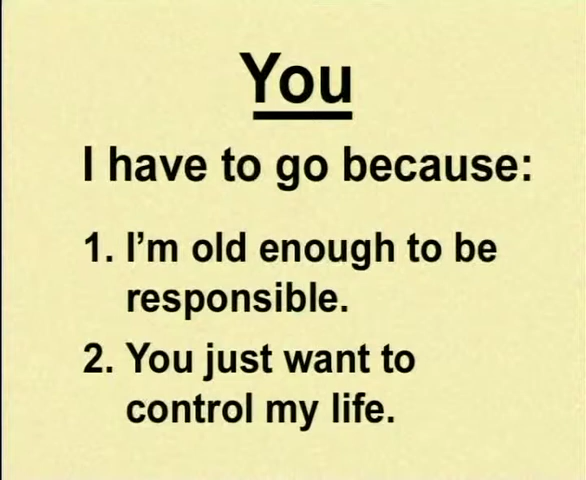 You
I have to go because:
1. I'm old enough to be
responsible.
2. You just want to
control my life.